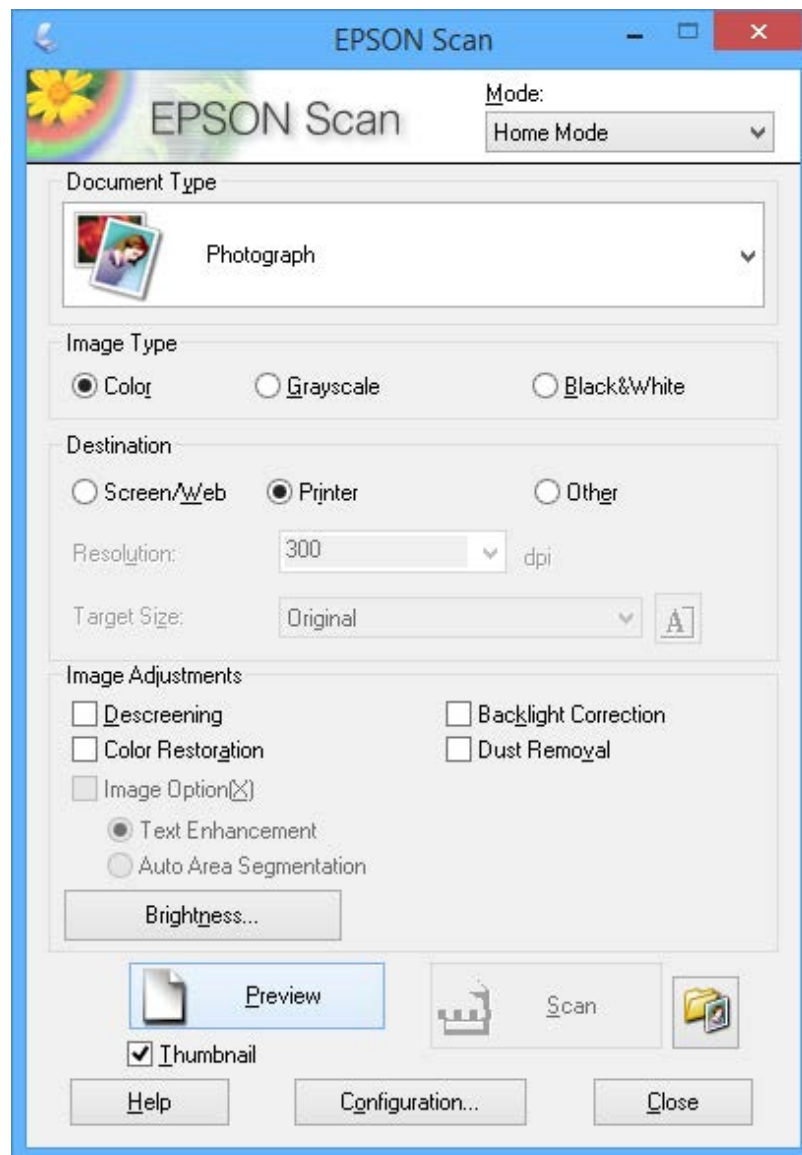 EPSON Scan
EPSON Scan
Mode:
Home Mode
Document Type
Photograph
Image Type
Color Grayscale Black&White
Destination
Screen/Web Printer Other
Resolution: 300 dpi
Target Size: Original A
Image Adjustments
Descreening Backlight Correction
Color Restoration Dust Removal
Image Option(X)
Text Enhancement
Auto Area Segmentation
Brightness...
Preview Scan
Thumbnail
Help Configuration... Close